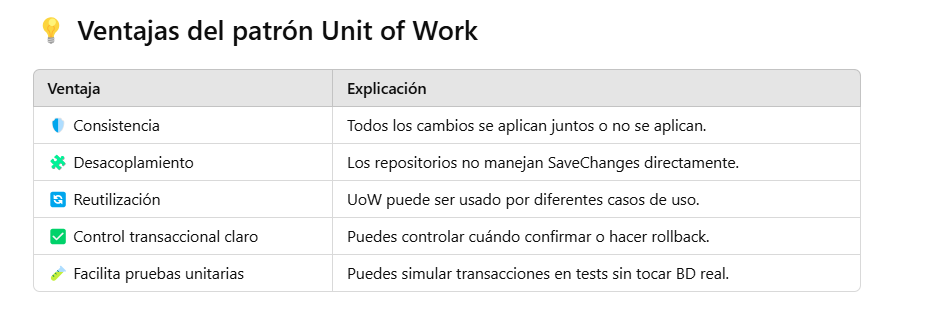 💡 Ventajas del patrón Unit of Work
Ventaja Explicación
🛡️ Consistencia Todos los cambios se aplican juntos o no se aplican.
🧩 Desacoplamiento Los repositorios no manejan SaveChanges directamente.
🔄 Reutilización UoW puede ser usado por diferentes casos de uso.
✅ Control transaccional claro Puedes controlar cuándo confirmar o hacer rollback.
🧪 Facilita pruebas unitarias Puedes simular transacciones en tests sin tocar BD real.